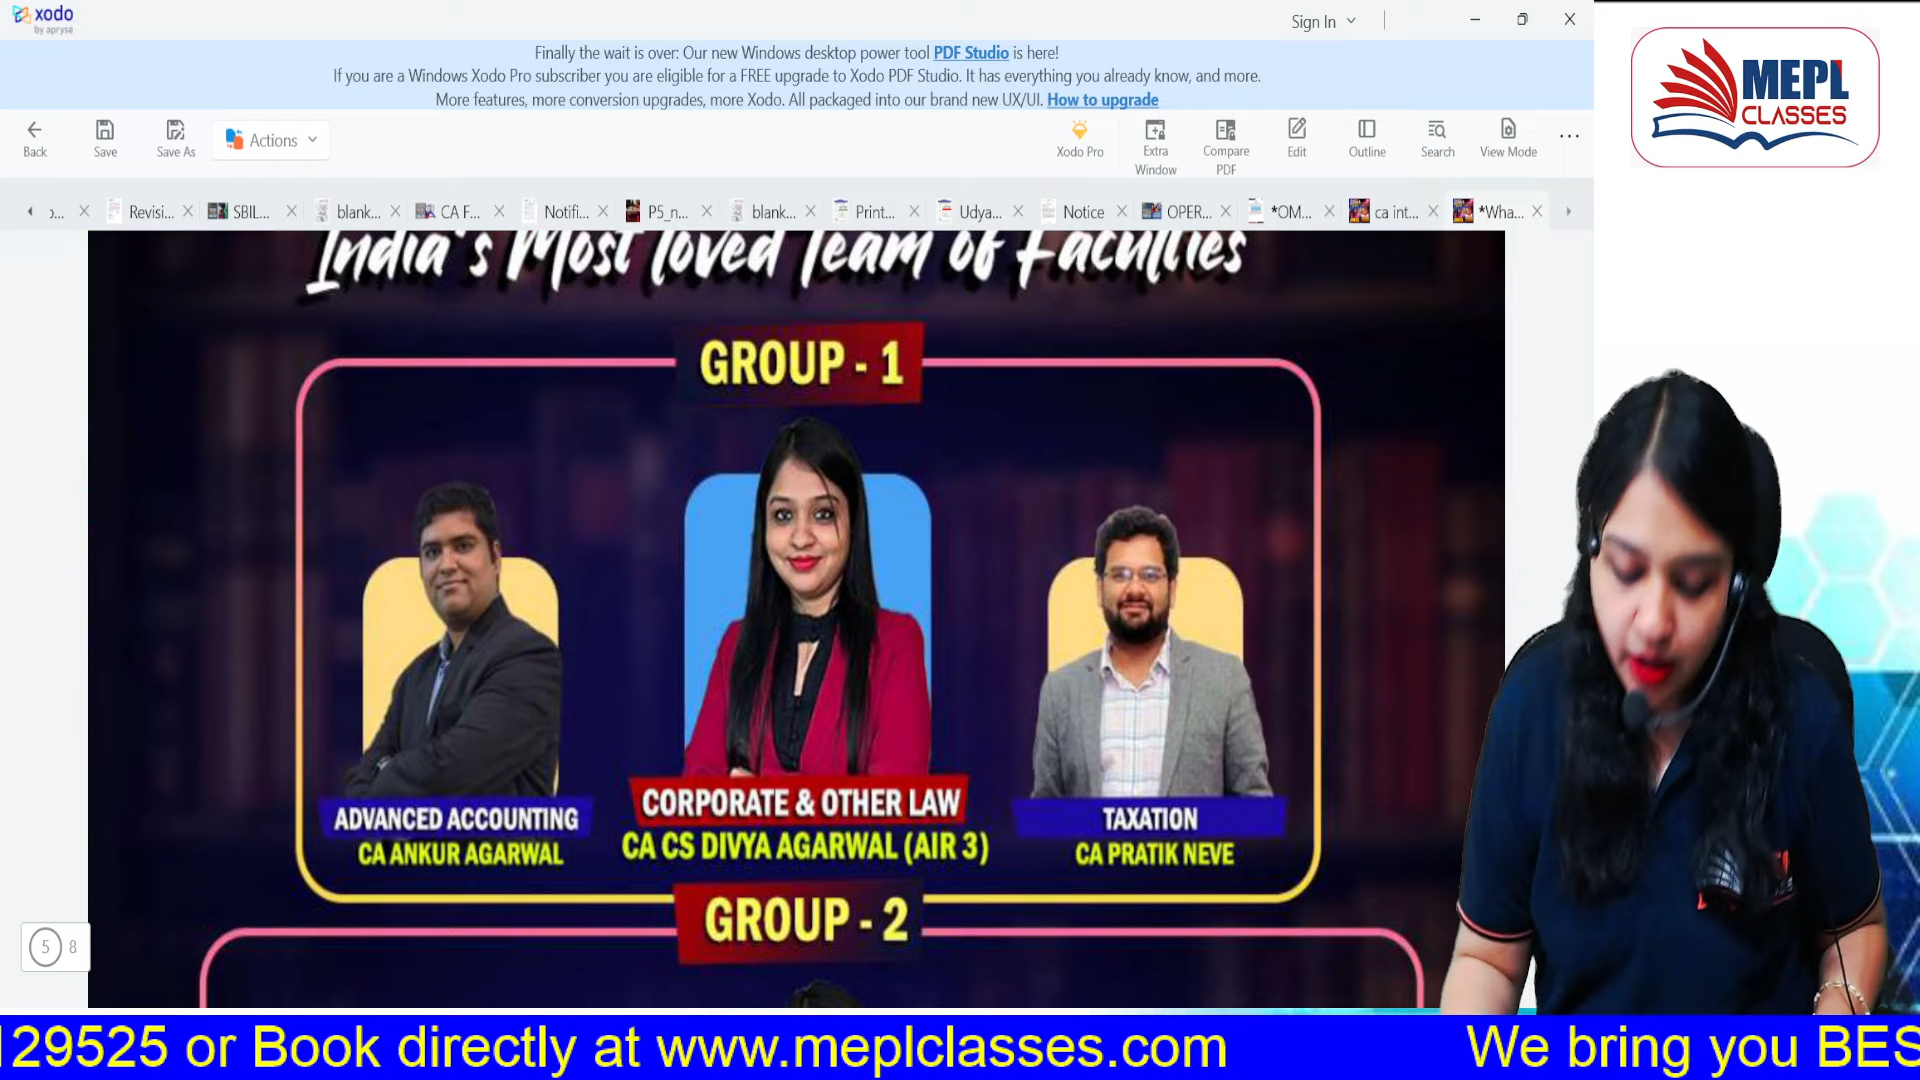 xodo
by apryse
Sign In
Finally the wait is over: Our new Windows desktop power tool PDF Studio is here!
If you are a Windows Xodo Pro subscriber you are eligible for a FREE upgrade to Xodo PDF Studio. It has everything you already know, and more.
More features, more conversion upgrades, more Xodo. All packaged into our brand new UX/UI. How to upgrade
Back
Save
Save As
Actions
Xodo Pro
Extra Window
Compare PDF
Edit
Outline
Search
View Mode
Revisi...
SBIL...
blank...
CA F...
Notifi...
P5_n...
blank...
Print...
Udya...
Notice
OPER...
*OM...
ca int...
*Wha...
MEPL
CLASSES
India's Most loved Team of Faculties
GROUP - 1
ADVANCED ACCOUNTING
CA ANKUR AGARWAL
CORPORATE & OTHER LAW
CA CS DIVYA AGARWAL (AIR 3)
TAXATION
CA PRATIK NEVE
GROUP - 2
5 8
129525 or Book directly at www.meplclasses.com
We bring you BES